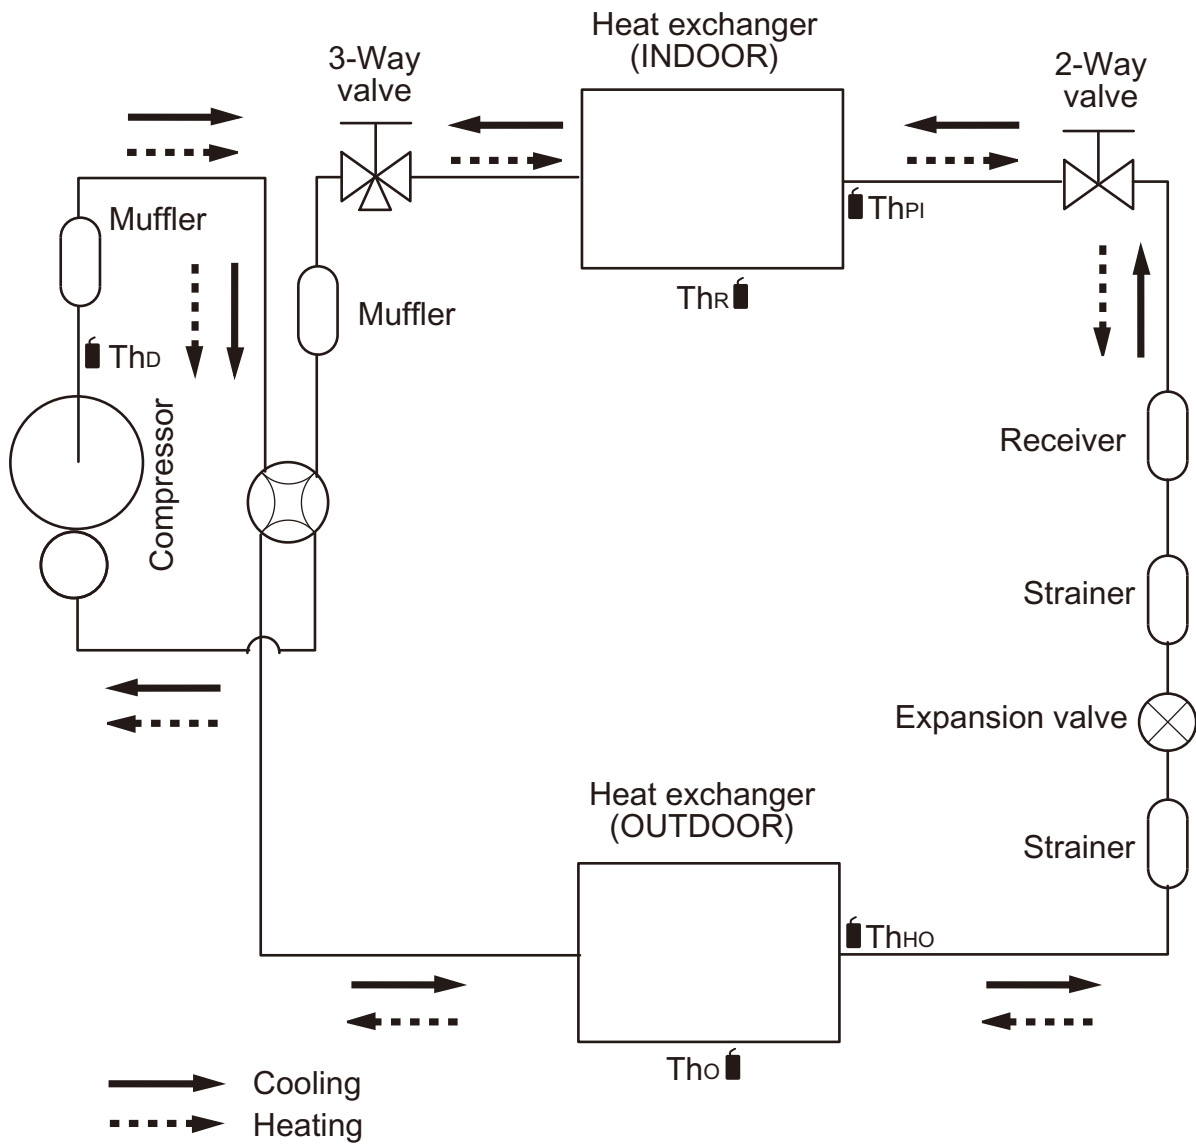 Heat exchanger
(INDOOR)
3-Way
valve
2-Way
valve
Muffler
ThPI
ThR
Muffler
ThD
Compressor
Receiver
Strainer
Expansion valve
Heat exchanger
(OUTDOOR)
Strainer
ThHO
ThO
Cooling
Heating